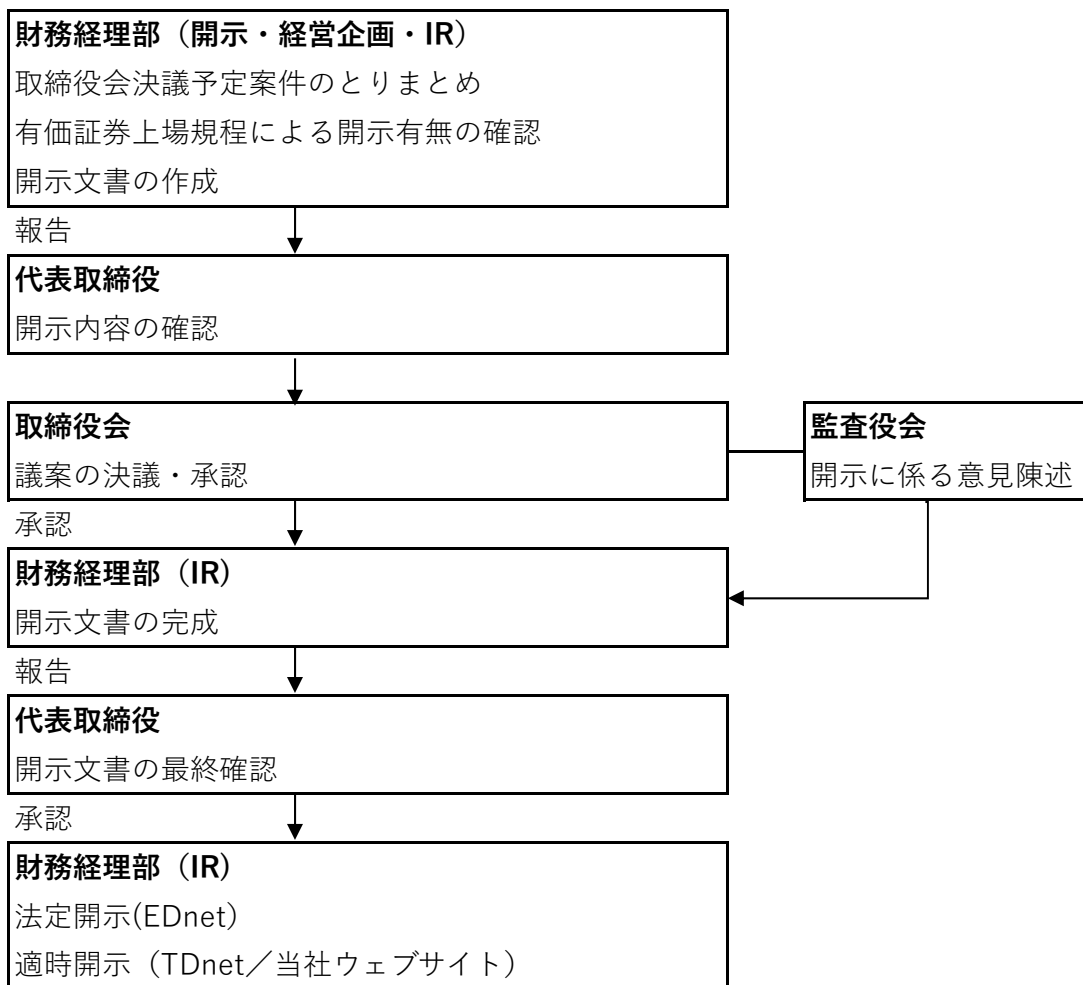 財務経理部（開示・経営企画・IR）
取締役会決議予定案件のとりまとめ
有価証券上場規程による開示有無の確認
開示文書の作成
報告
代表取締役
開示内容の確認
取締役会
議案の決議・承認
監査役会
開示に係る意見陳述
承認
財務経理部（IR）
開示文書の完成
報告
代表取締役
開示文書の最終確認
承認
財務経理部（IR）
法定開示(EDnet）
適時開示（TDnet／当社ウェブサイト）